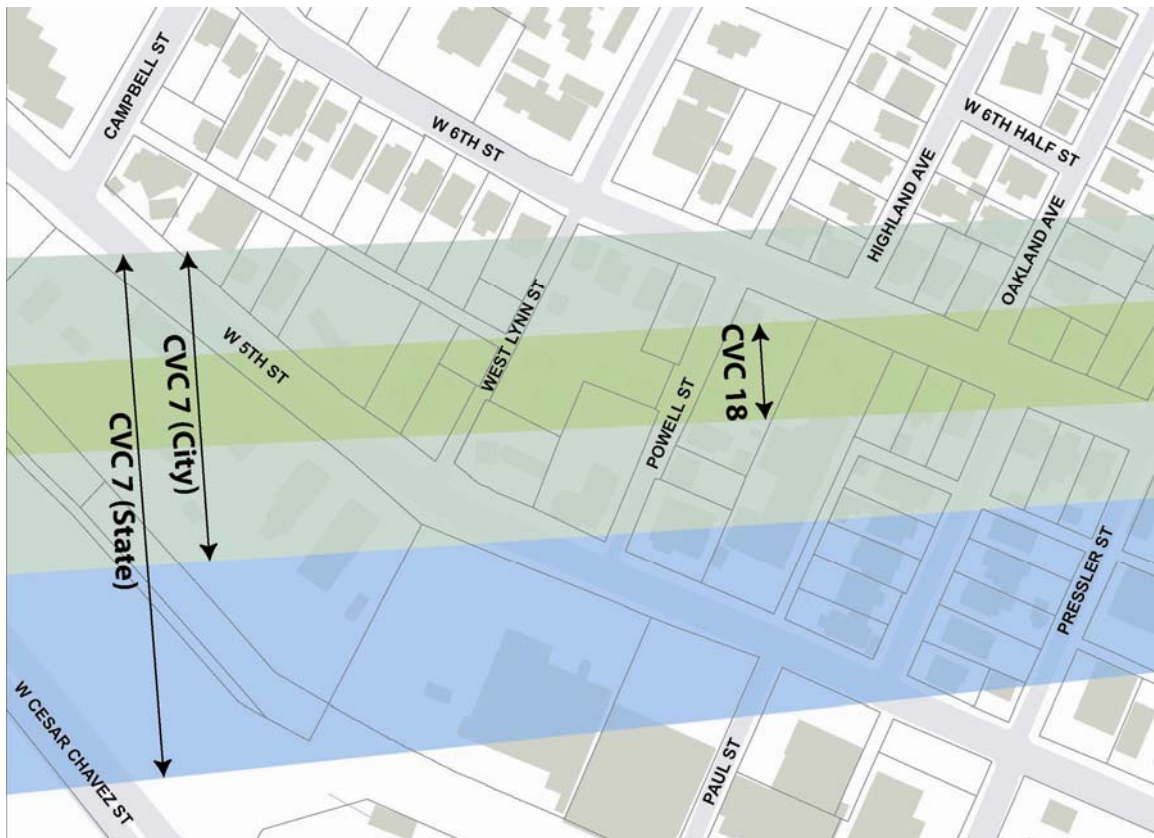 CAMPBELL ST
W 6TH ST
W 6TH HALF ST
HIGHLAND AVE
OAKLAND AVE
W 5TH ST
WEST LYNN ST
CVC 7 (City)
CVC 18
CVC 7 (State)
POWELL ST
PRESSLER ST
W CESAR CHAVEZ ST
PAUL ST